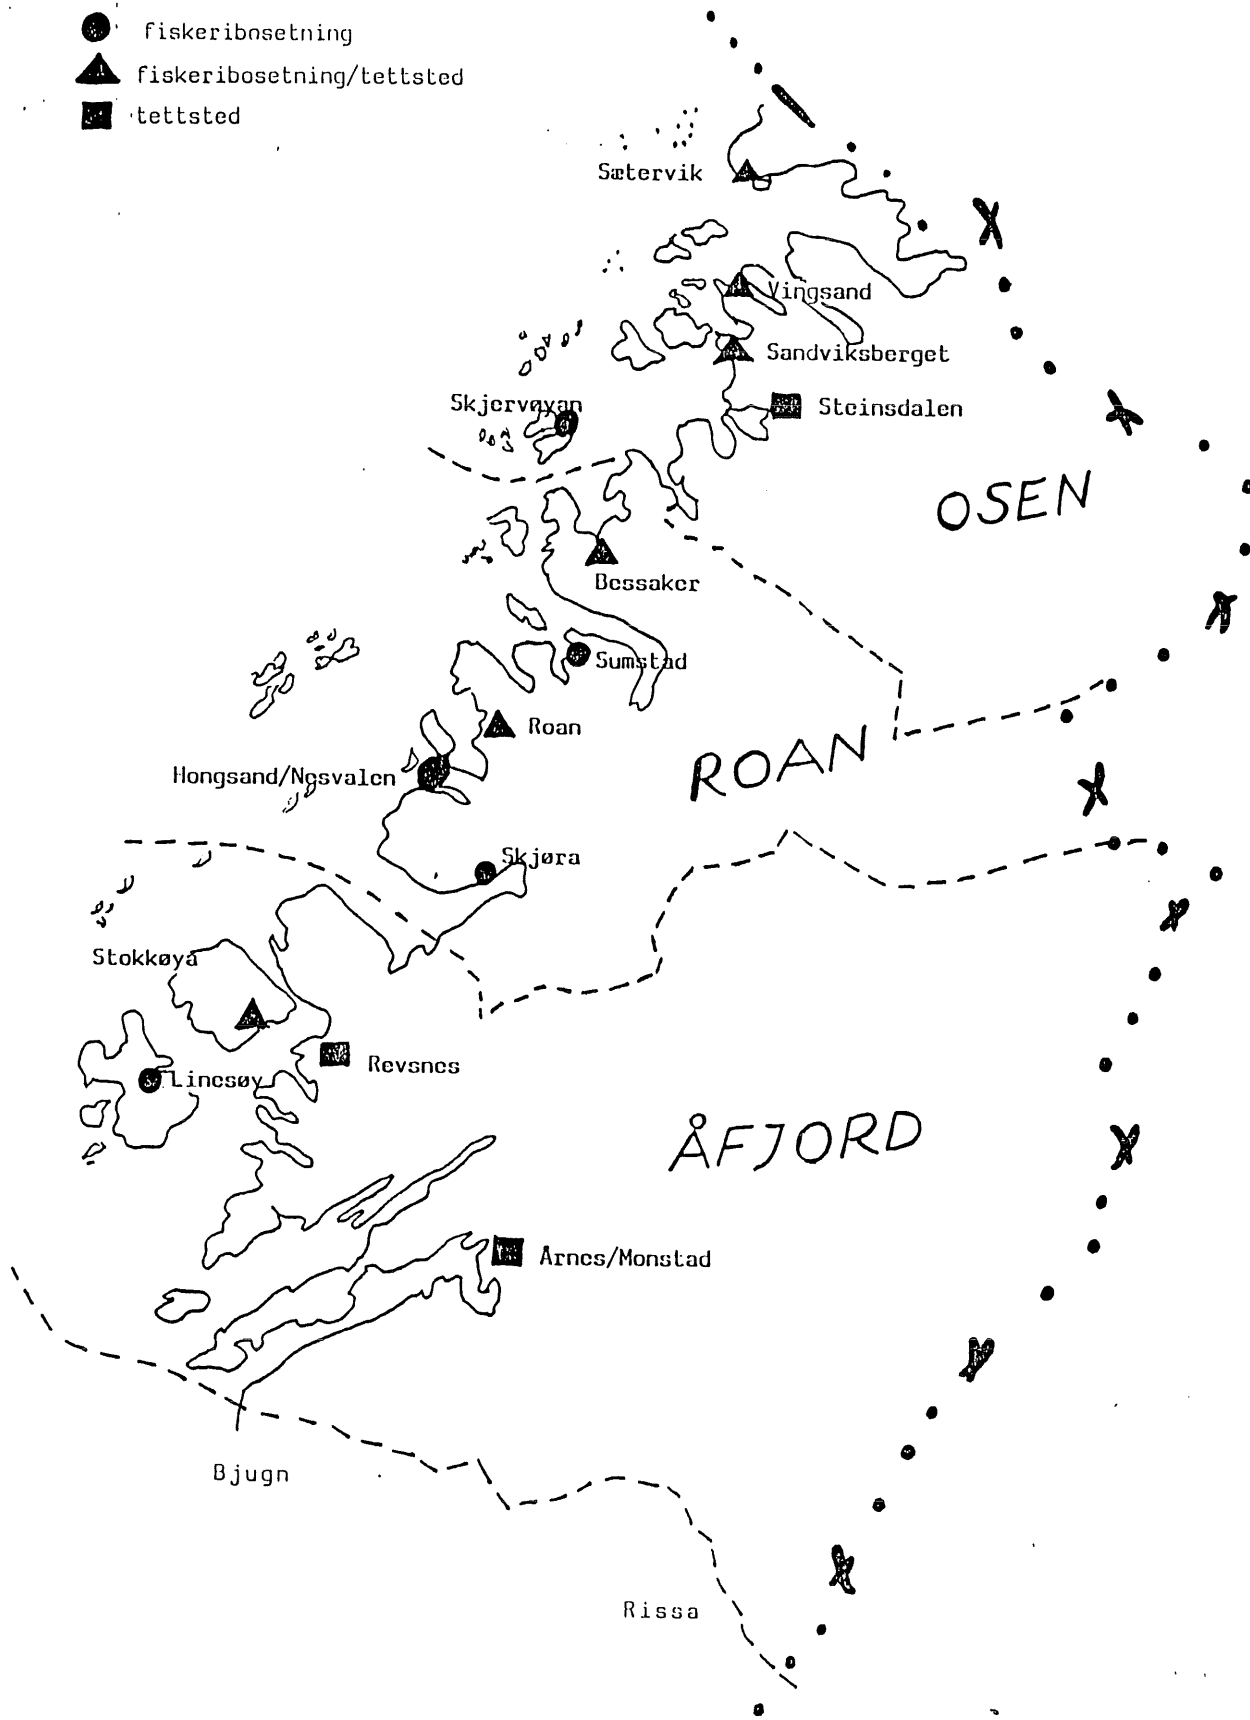 fiskeribosetning
fiskeribosetning/tettsted
tettsted
Sætervik
Vingsand
Sandviksberget
Skjervøyan
Steinsdalen
OSEN
Bessaker
Sumstad
Roan
ROAN
Hongsand/Nesvalen
Skjøra
Stokkøya
Revsnes
Linesøy
ÅFJORD
Årnes/Monstad
Bjugn
Rissa